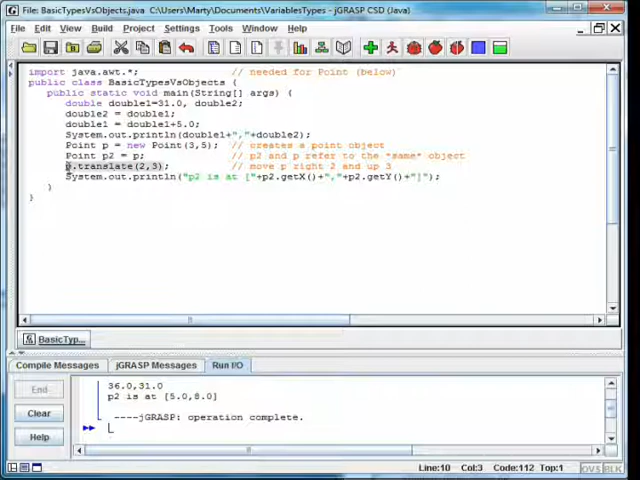 File: BasicTypesVsObjects.java  C:\Users\Marty\Documents\VariablesTypes - jGRASP CSD (Java)
File Edit View Build Project Settings Tools Window Help
import java.awt.*;              // needed for Point (below)
public class BasicTypesVsObjects {
public static void main(String[] args) {
double double1=31.0, double2;
double2 = double1;
double1 = double1+5.0;
System.out.println(double1+","+double2);
Point p = new Point(3,5);  // creates a point object
Point p2 = p;              // p2 and p refer to the "same" object
p.translate(2,3);          // move p right 2 and up 3
System.out.println("p2 is at ["+p2.getX()+","+p2.getY()+"]");
}
}
BasicTyp...
Compile Messages jGRASP Messages Run I/O
End
Clear
Help
36.0,31.0
p2 is at [5.0,8.0]
----jGRASP: operation complete.
Line:10 Col:3 Code:112 Top:1 OVS BLK